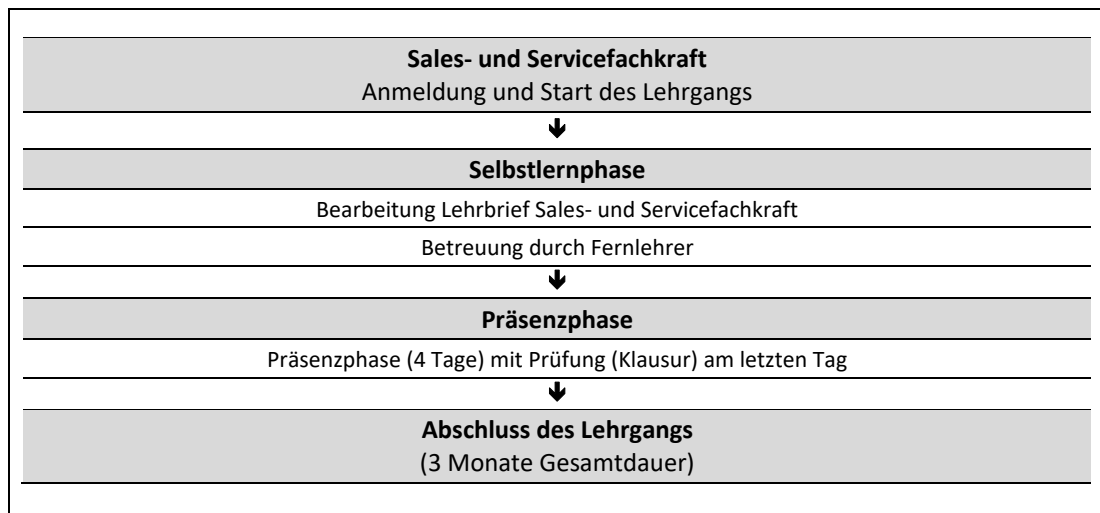 Sales- und Servicefachkraft
Anmeldung und Start des Lehrgangs
🡻
Selbstlernphase
Bearbeitung Lehrbrief Sales- und Servicefachkraft
Betreuung durch Fernlehrer
🡻
Präsenzphase
Präsenzphase (4 Tage) mit Prüfung (Klausur) am letzten Tag
🡻
Abschluss des Lehrgangs
(3 Monate Gesamtdauer)